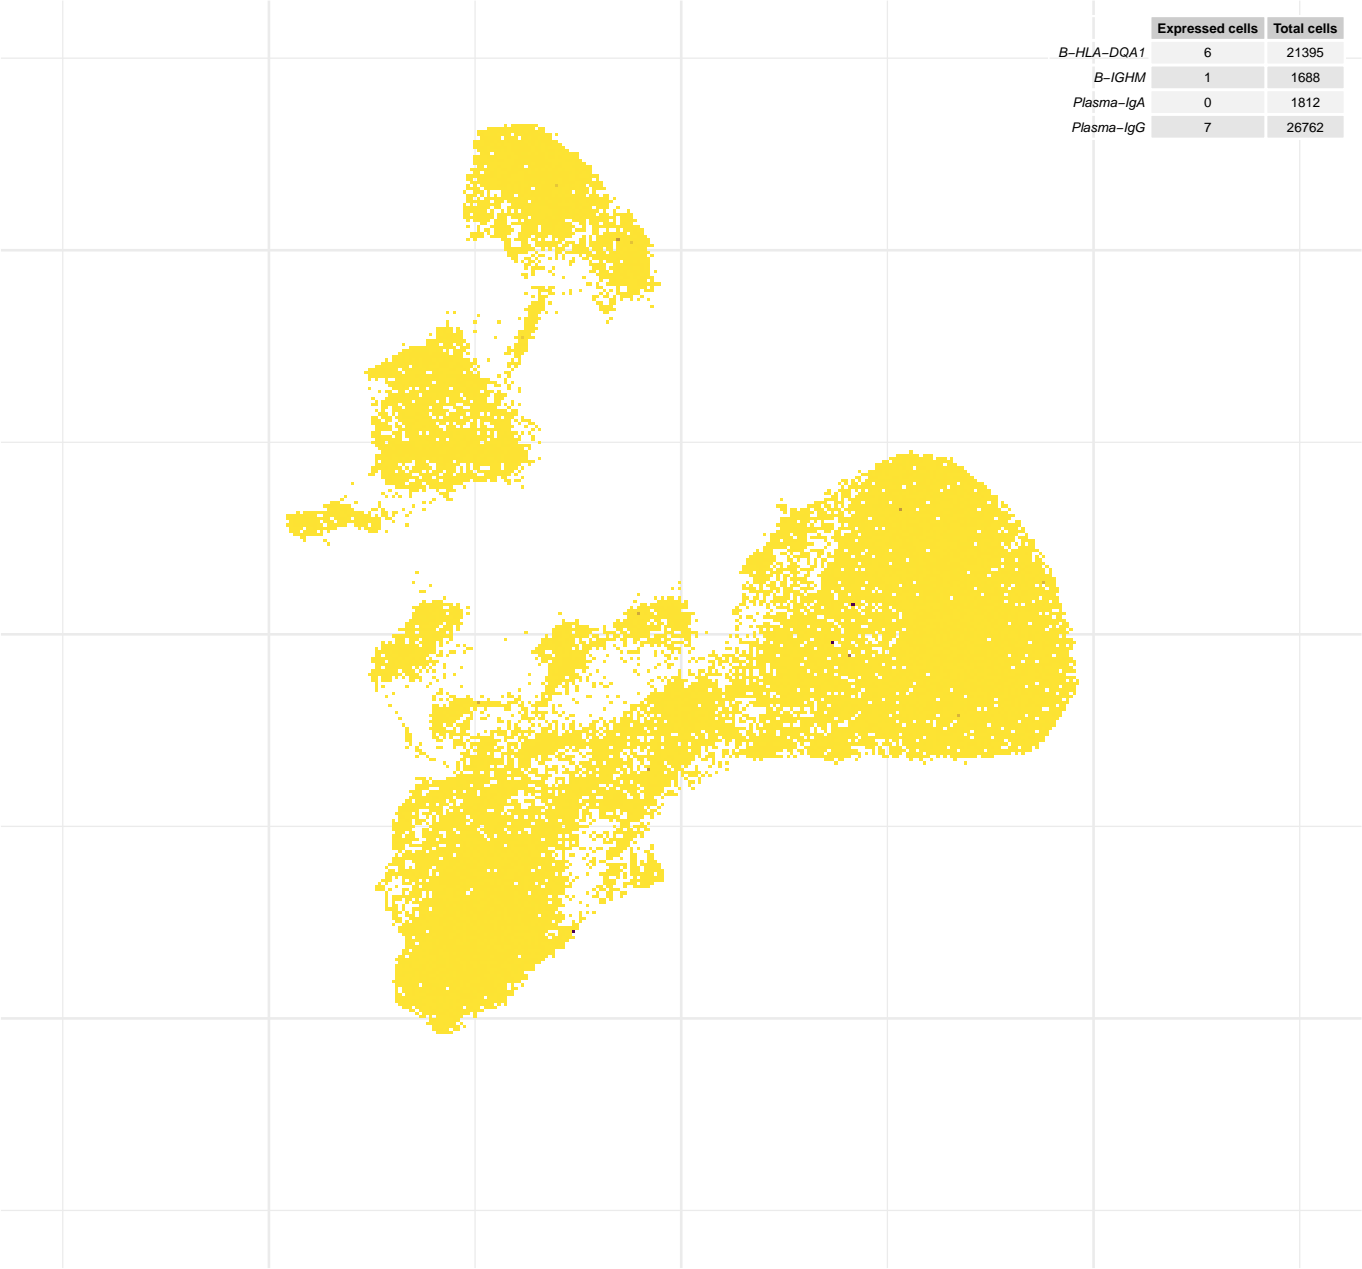 Expressed cells Total cells
B−HLA−DQA1 6 21395
B−IGHM 1 1688
Plasma−IgA 0 1812
Plasma−IgG 7 26762